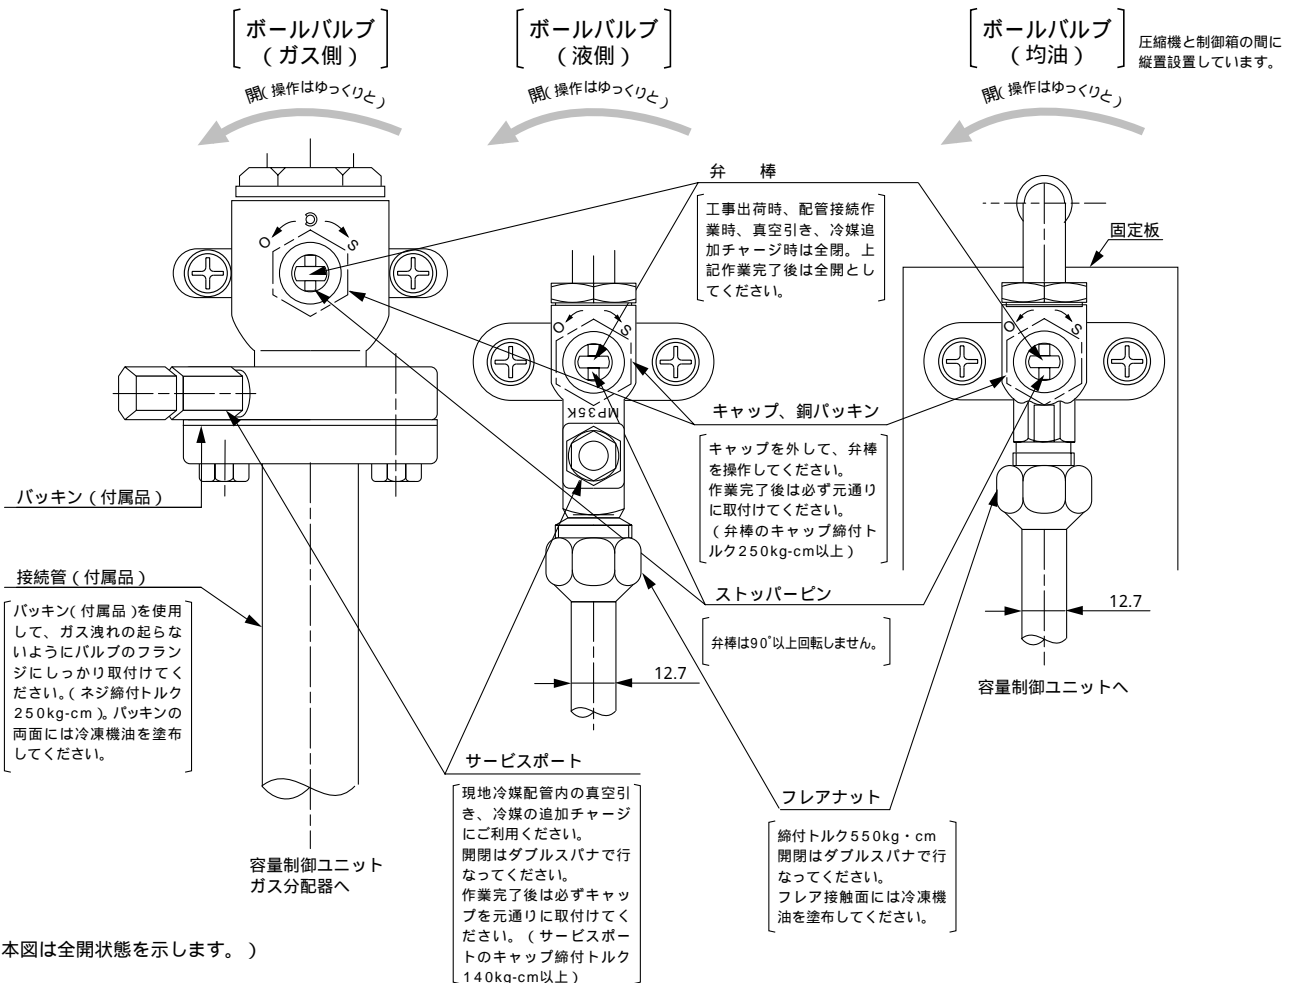 ボールバルブ
(ガス側)
開(操作はゆっくりと)
ボールバルブ
(液側)
開(操作はゆっくりと)
ボールバルブ
(均油)
圧縮機と制御箱の間に
縦置設置しています。
開(操作はゆっくりと)
弁 棒
工事出荷時、配管接続作
業時、真空引き、冷媒追
加チャージ時は全閉。上
記作業完了後は全開とし
てください。
固定板
O
C
S
O
S
O
S
MP35K
キャップ、銅パッキン
キャップを外して、弁棒
を操作してください。
作業完了後は必ず元通り
に取付けてください。
(弁棒のキャップ締付ト
ルク250kg-cm以上)
パッキン(付属品)
接続管(付属品)
パッキン(付属品)を使用
して、ガス洩れの起らな
いようにバルブのフラン
ジにしっかり取付けてく
ださい。(ネジ締付トルク
250kg-cm)。パッキンの
両面には冷凍機油を塗布
してください。
ストッパーピン
弁棒は90°以上回転しません。
12.7
12.7
容量制御ユニットへ
サービスポート
現地冷媒配管内の真空引
き、冷媒の追加チャージ
にご利用ください。
開閉はダブルスパナで行
なってください。
作業完了後は必ずキャッ
プを元通りに取付けてく
ださい。(サービスポー
トのキャップ締付トルク
140kg-cm以上)
フレアナット
締付トルク550kg・cm
開閉はダブルスパナで行
なってください。
フレア接触面には冷凍機
油を塗布してください。
容量制御ユニット
ガス分配器へ
本図は全開状態を示します。)